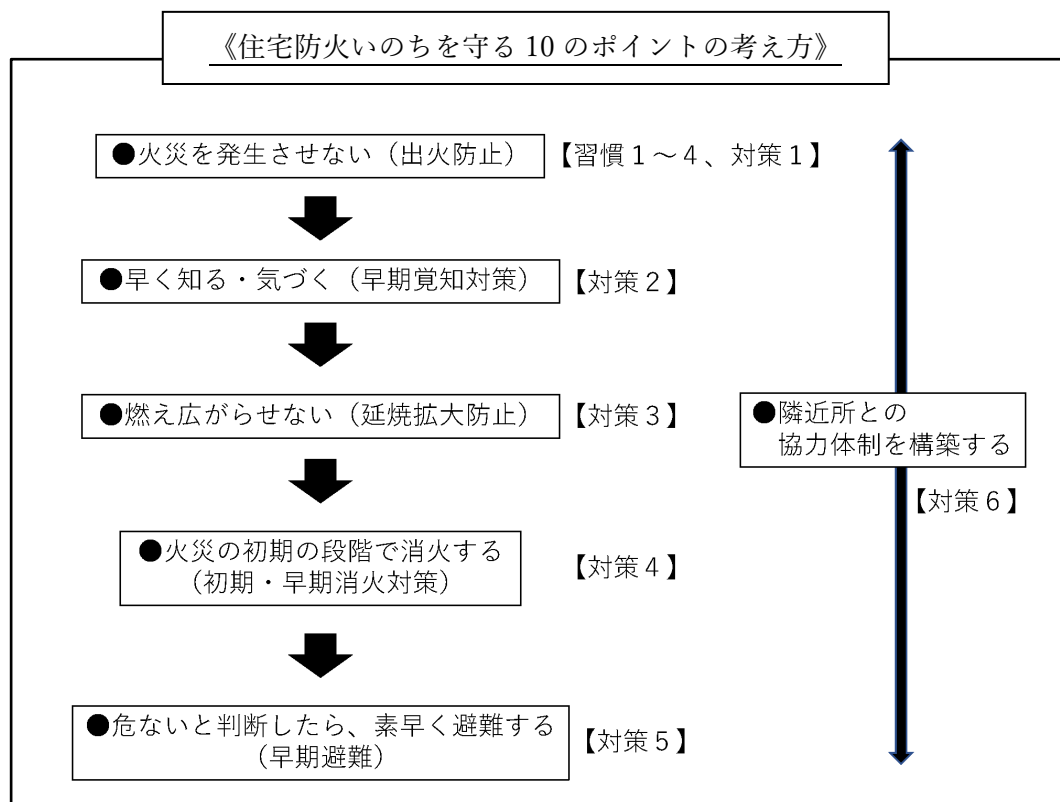 《住宅防火いのちを守る 10 のポイントの考え方》
●火災を発生させない（出火防止）【習慣１～４、対策１】
●早く知る・気づく（早期覚知対策）【対策２】
●燃え広がらせない（延焼拡大防止）【対策３】
●隣近所との
協力体制を構築する
【対策６】
●火災の初期の段階で消火する
（初期・早期消火対策）
【対策４】
●危ないと判断したら、素早く避難する
（早期避難）
【対策５】